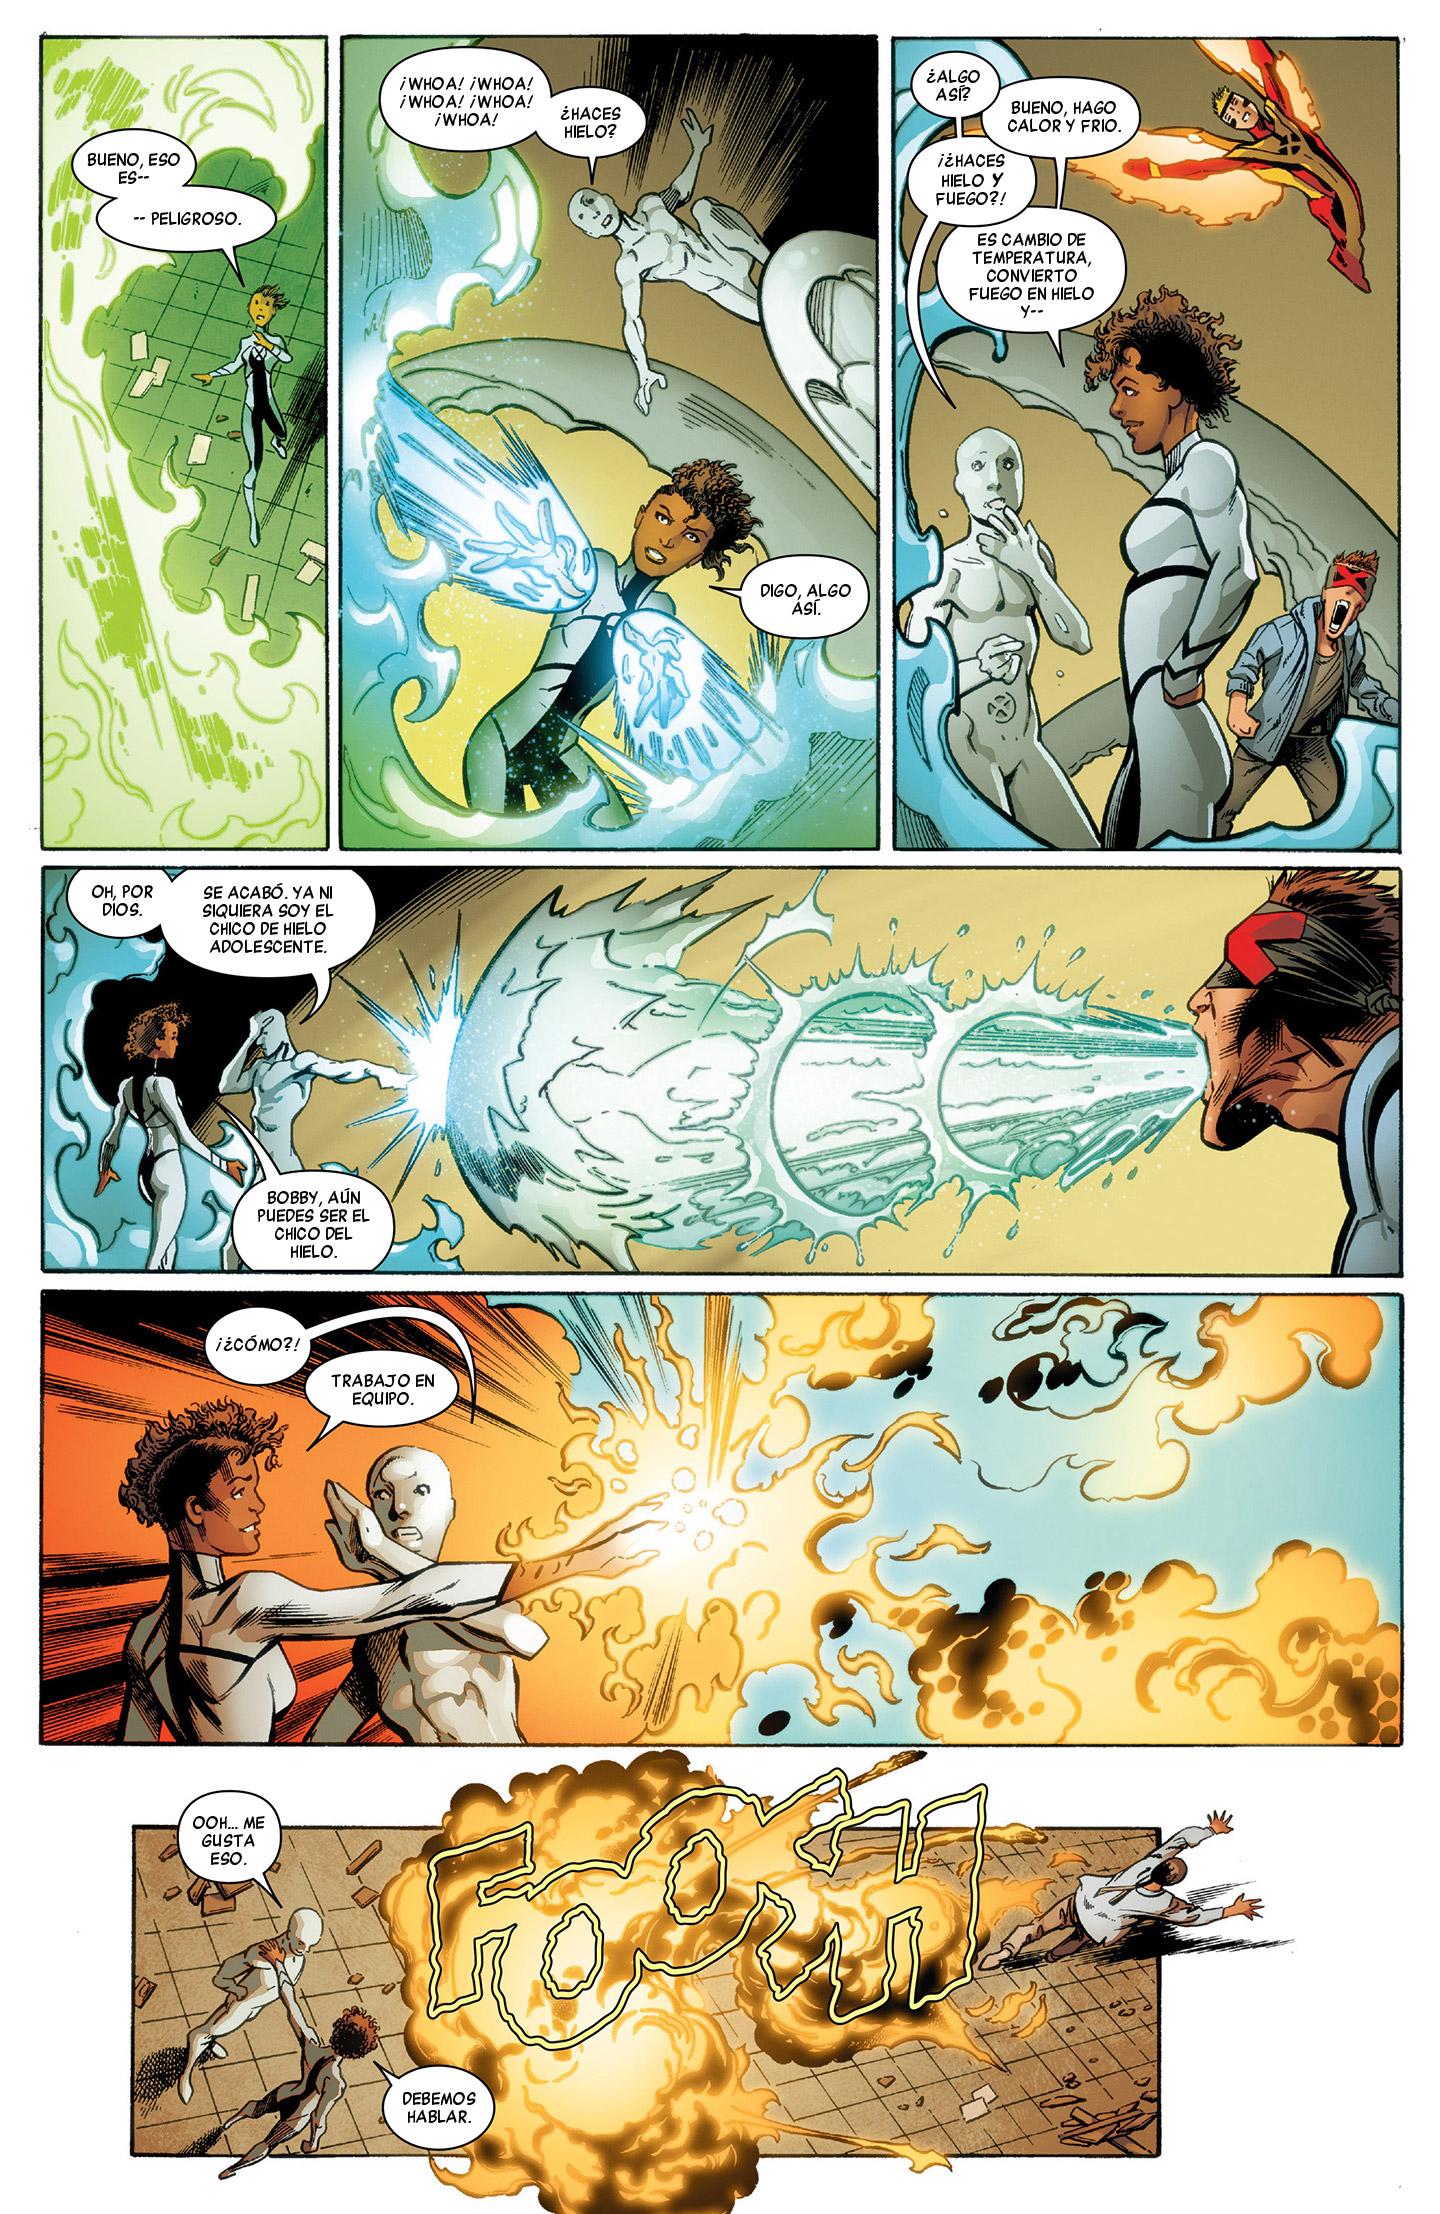 BUENO, ESO
ES--
-- PELIGROSO.
¡WHOA! ¡WHOA!
¡WHOA! ¡WHOA!
¡WHOA!
¿HACES
HIELO?
DIGO, ALGO
ASÍ.
¿ALGO
ASÍ?
BUENO, HAGO
CALOR Y FRIO.
¡¿HACES
HIELO Y
FUEGO?!
ES CAMBIO DE
TEMPERATURA,
CONVIERTO
FUEGO EN HIELO
Y--
OH, POR
DIOS.
SE ACABÓ. YA NI
SIQUIERA SOY EL
CHICO DE HIELO
ADOLESCENTE.
BOBBY, AÚN
PUEDES SER EL
CHICO DEL
HIELO.
¡¿CÓMO?!
TRABAJO EN
EQUIPO.
OOH... ME
GUSTA
ESO.
FOOOSH
DEBEMOS
HABLAR.